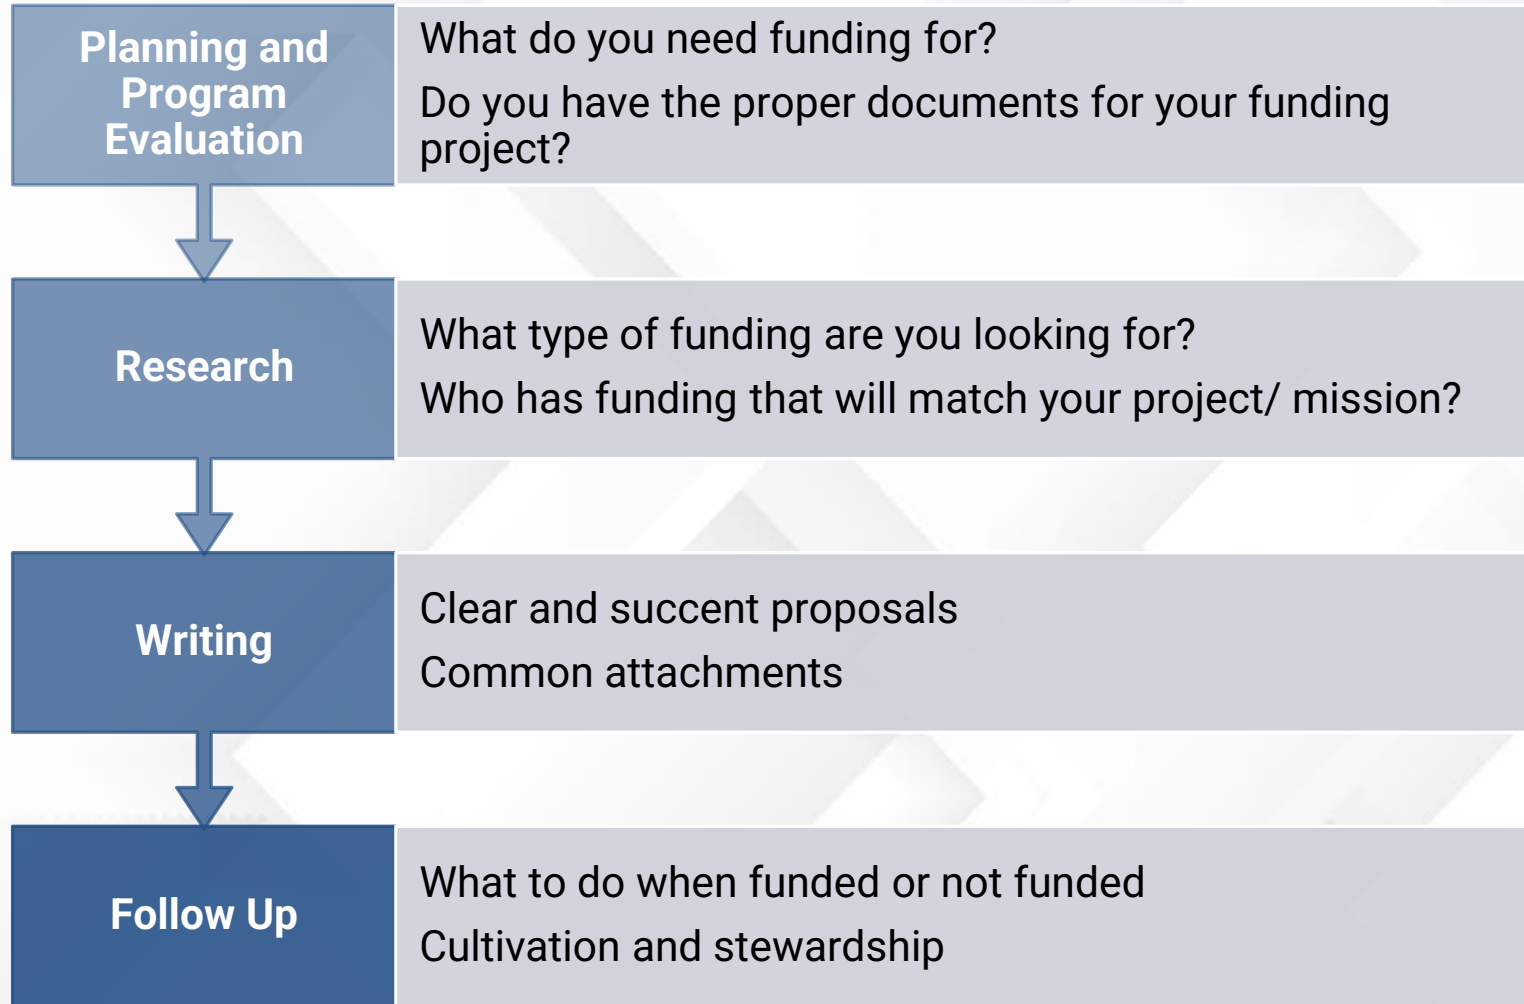 Planning and
Program
Evaluation
What do you need funding for?
Do you have the proper documents for your funding
project?
Research
What type of funding are you looking for?
Who has funding that will match your project/ mission?
Writing
Clear and succent proposals
Common attachments
Follow Up
What to do when funded or not funded
Cultivation and stewardship